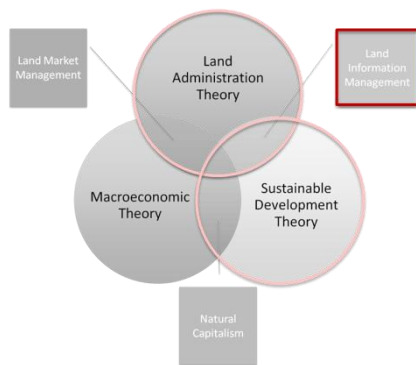 Land Market
Management
Land
Administration
Theory
Land
Information
Management
Macroeconomic
Theory
Sustainable
Development
Theory
Natural
Capitalism